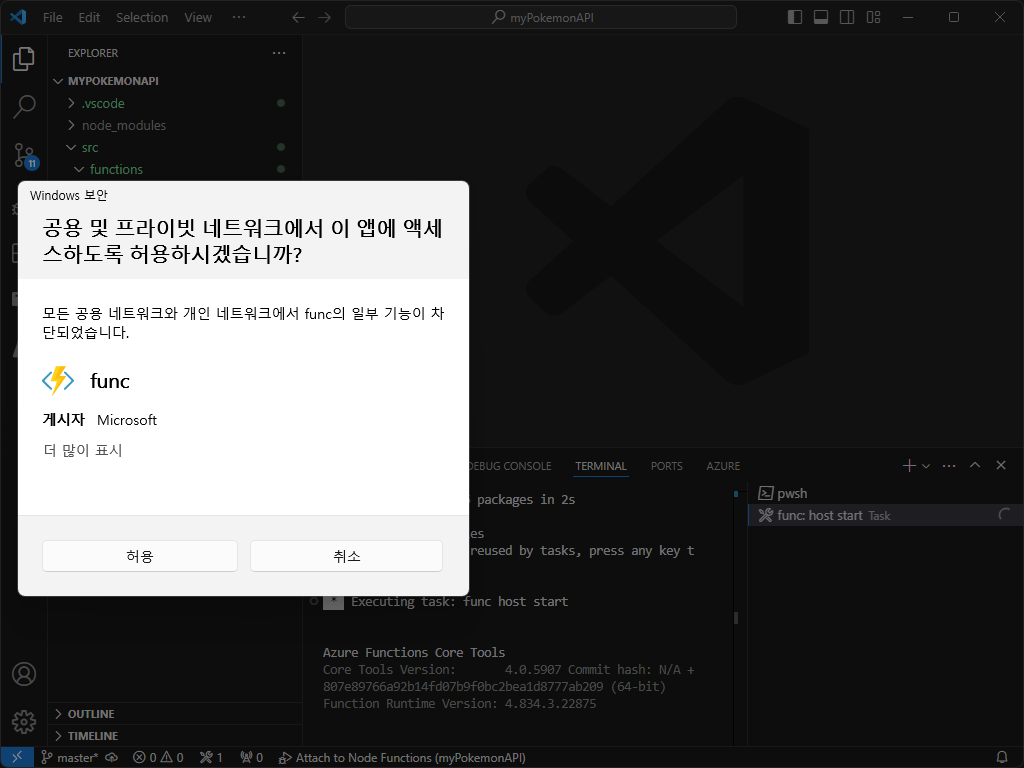 File Edit Selection View ··· myPokemonAPI
EXPLORER ···
MYPOKEMONAPI
.vscode
node_modules
src
functions
11
Windows 보안
공용 및 프라이빗 네트워크에서 이 앱에 액세
스하도록 허용하시겠습니까?
모든 공용 네트워크와 개인 네트워크에서 func의 일부 기능이 차
단되었습니다.
func
게시자 Microsoft
더 많이 표시
허용 취소
DEBUG CONSOLE TERMINAL PORTS AZURE
packages in 2s
es
reused by tasks, press any key t
* Executing task: func host start
Azure Functions Core Tools
Core Tools Version: 4.0.5907 Commit hash: N/A +
807e89766a92b14fd07b9f0bc2bea1d8777ab209 (64-bit)
Function Runtime Version: 4.834.3.22875
pwsh
func: host start Task
OUTLINE
TIMELINE
master* 0 0 1 0 Attach to Node Functions (myPokemonAPI)